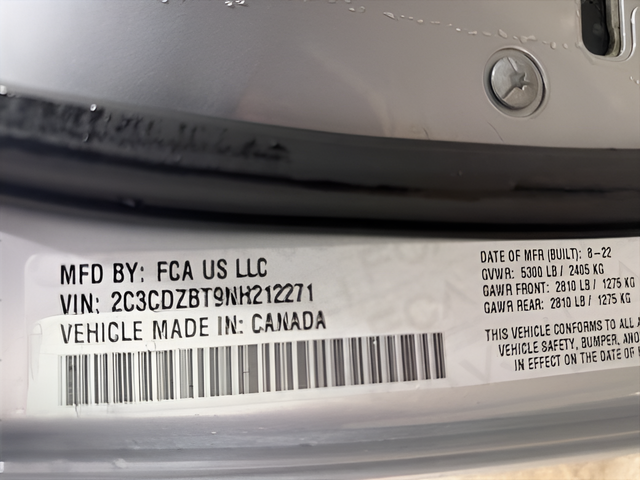 MFD BY: FCA US LLC
VIN: 2C3CDZBT9NH212271
VEHICLE MADE IN: CANADA
DATE OF MFR (BUILT): 8-22
GVWR: 5300 LB / 2405 KG
GAWR FRONT: 2810 LB / 1275 KG
GAWR REAR: 2810 LB / 1275 KG
THIS VEHICLE CONFORMS TO ALL
VEHICLE SAFETY, BUMPER, AND
IN EFFECT ON THE DATE OF